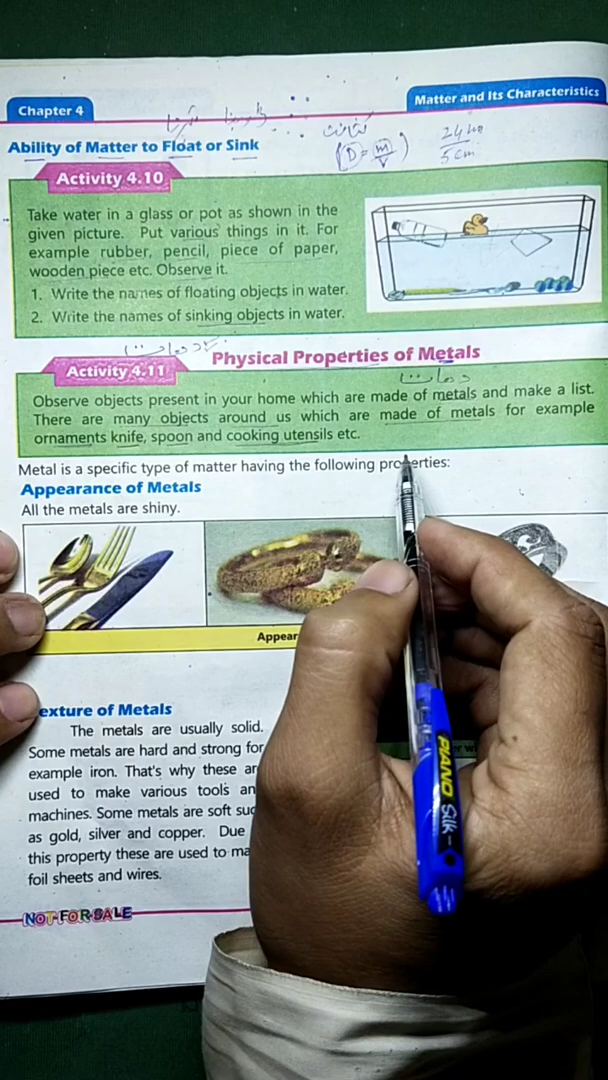 Chapter 4
Matter and Its Characteristics
Ability of Matter to Float or Sink
کثافت
(D = m/v)
24
5 cm
Activity 4.10
Take water in a glass or pot as shown in the
given picture. Put various things in it. For
example rubber, pencil, piece of paper,
wooden piece etc. Observe it.
1. Write the names of floating objects in water.
2. Write the names of sinking objects in water.
Physical Properties of Metals
Activity 4.11
دھات
Observe objects present in your home which are made of metals and make a list.
There are many objects around us which are made of metals for example
ornaments knife, spoon and cooking utensils etc.
Metal is a specific type of matter having the following properties:
Appearance of Metals
All the metals are shiny.
Appear
exture of Metals
The metals are usually solid.
Some metals are hard and strong for
example iron. That's why these ar
used to make various tools an
machines. Some metals are soft suc
as gold, silver and copper. Due
this property these are used to ma
foil sheets and wires.
NOT FOR SALE
PIANO Silk